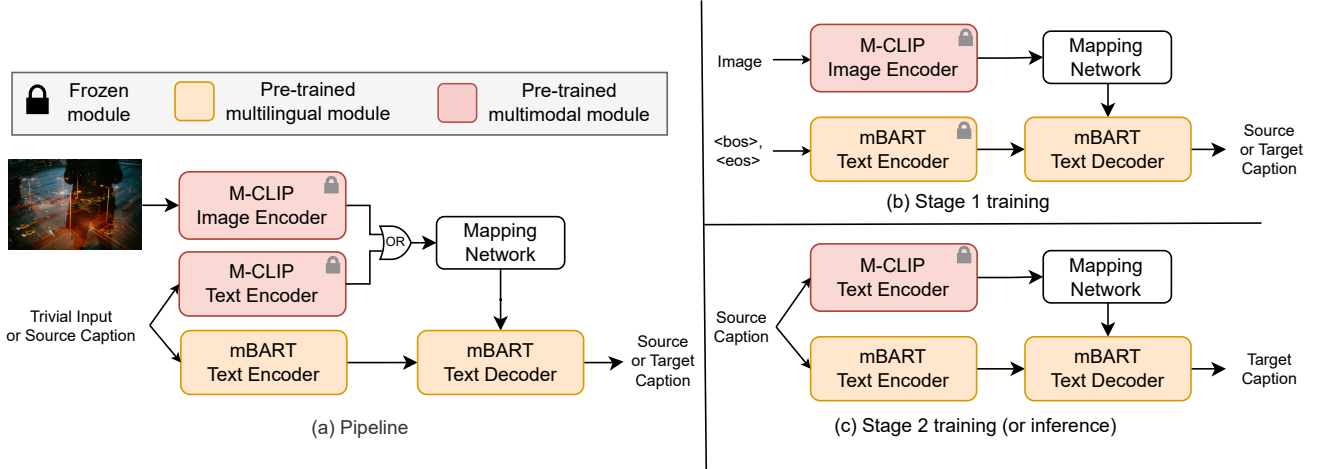 Frozen
module
Pre-trained
multilingual module
Pre-trained
multimodal module
M-CLIP
Image Encoder
M-CLIP
Text Encoder
OR
Mapping
Network
Trivial Input
or Source Caption
mBART
Text Encoder
mBART
Text Decoder
Source
or Target
Caption
(a) Pipeline
Image
M-CLIP
Image Encoder
Mapping
Network
<bos>,
<eos>
mBART
Text Encoder
mBART
Text Decoder
Source
or Target
Caption
(b) Stage 1 training
M-CLIP
Text Encoder
Mapping
Network
Source
Caption
mBART
Text Encoder
mBART
Text Decoder
Target
Caption
(c) Stage 2 training (or inference)